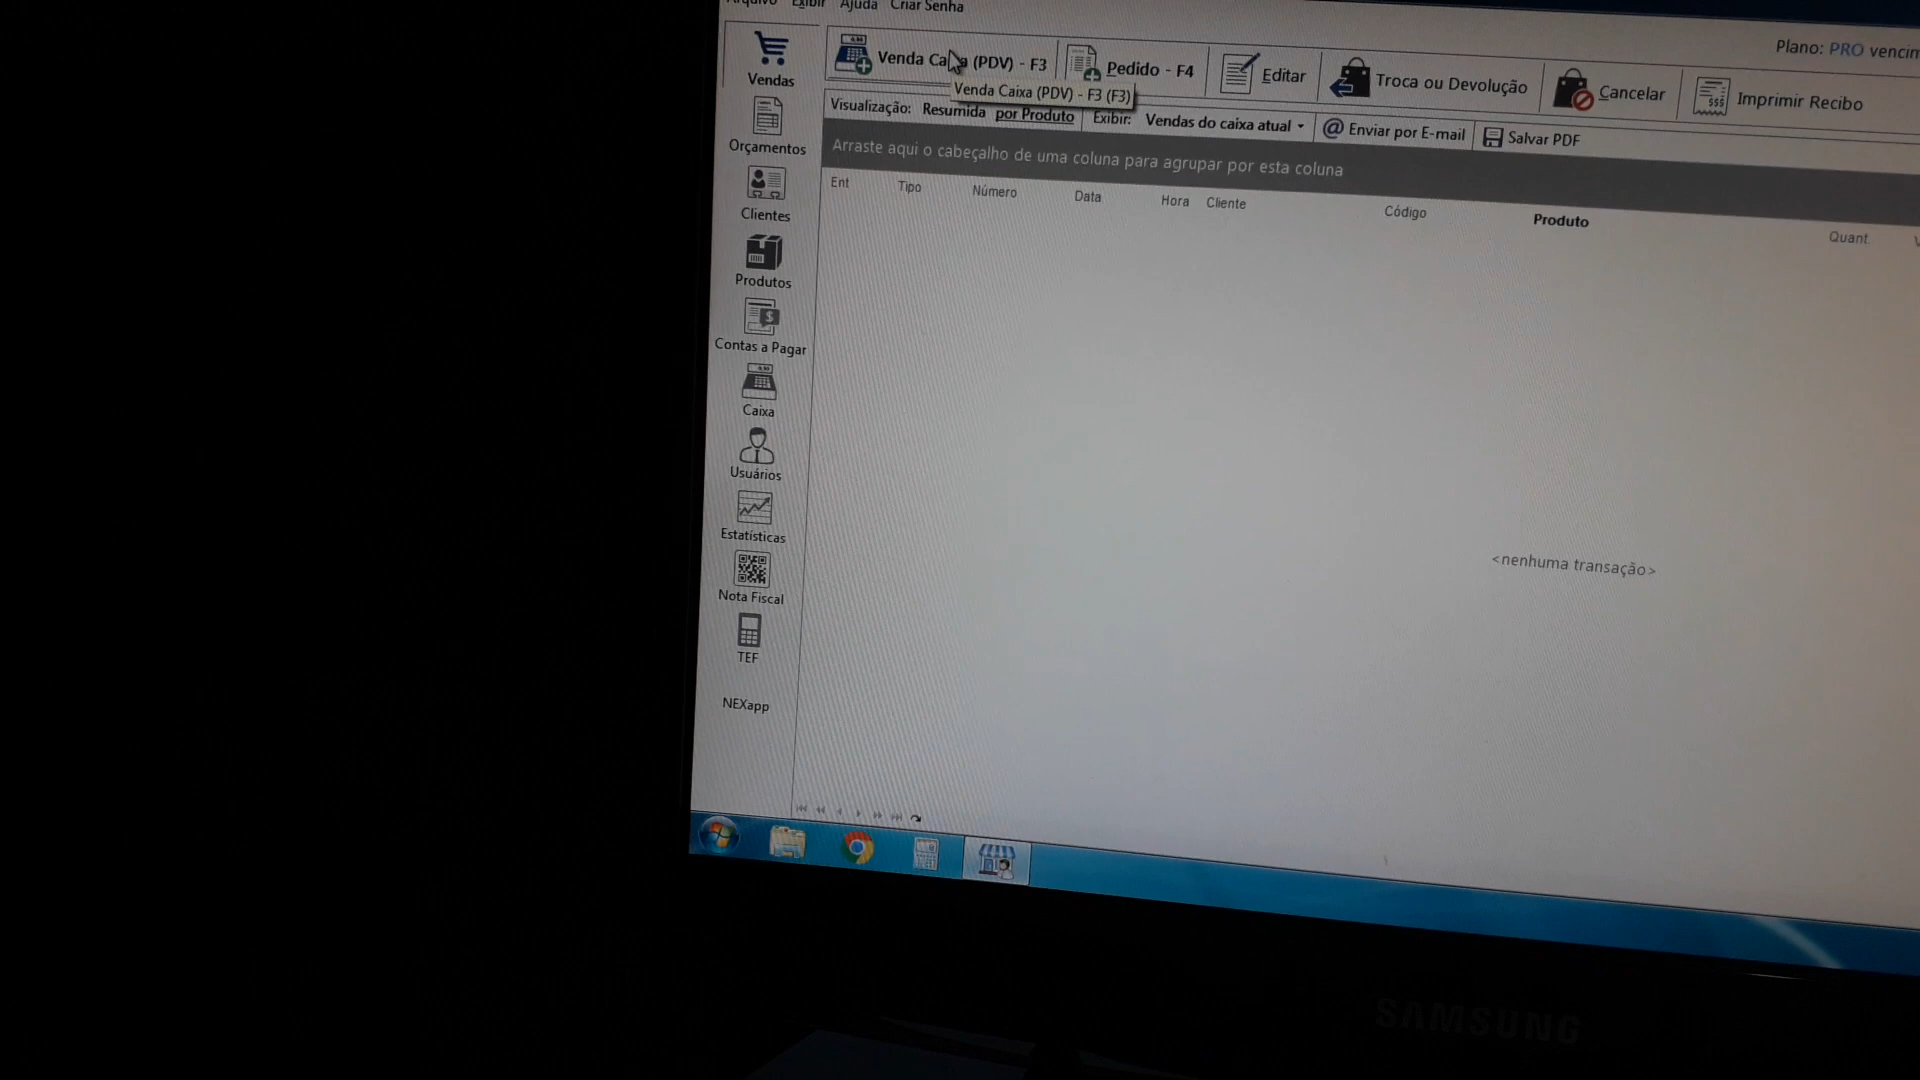 Arquivo Exibir Ajuda Criar Senha
Plano: PRO
Venda Caixa (PDV) - F3 Pedido - F4 Editar Troca ou Devolução Cancelar Imprimir Recibo
Venda Caixa (PDV) - F3 (F3)
Visualização: Resumida por Produto Exibir: Vendas do caixa atual Enviar por E-mail Salvar PDF
Arraste aqui o cabeçalho de uma coluna para agrupar por esta coluna
Ent Tipo Número Data Hora Cliente Código Produto Quant.
<nenhuma transação>
Vendas
Orçamentos
Clientes
Produtos
Contas a Pagar
Caixa
Usuários
Estatísticas
Nota Fiscal
TEF
NEXapp
SAMSUNG